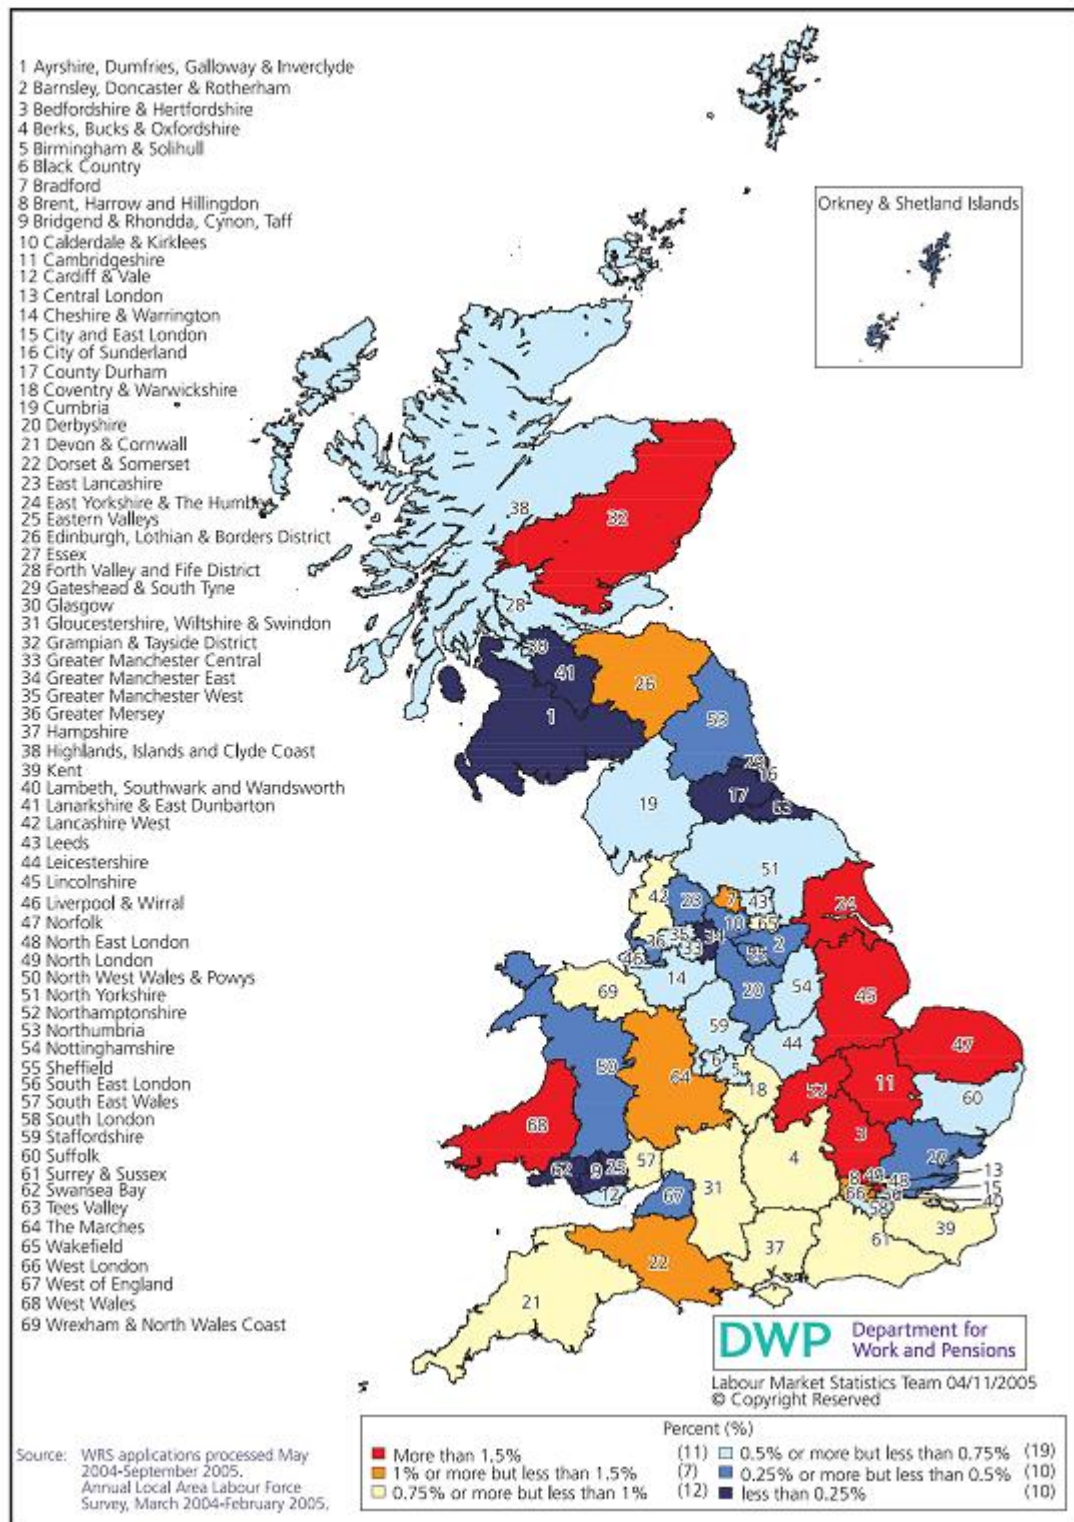 1 Ayrshire, Dumfries, Galloway & Inverclyde
2 Barnsley, Doncaster & Rotherham
3 Bedfordshire & Hertfordshire
4 Berks, Bucks & Oxfordshire
5 Birmingham & Solihull
6 Black Country
7 Bradford
8 Brent, Harrow and Hillingdon
9 Bridgend & Rhondda, Cynon, Taff
10 Calderdale & Kirklees
11 Cambridgeshire
12 Cardiff & Vale
13 Central London
14 Cheshire & Warrington
15 City and East London
16 City of Sunderland
17 County Durham
18 Coventry & Warwickshire
19 Cumbria
20 Derbyshire
21 Devon & Cornwall
22 Dorset & Somerset
23 East Lancashire
24 East Yorkshire & The Humber
25 Eastern Valleys
26 Edinburgh, Lothian & Borders District
27 Essex
28 Forth Valley and Fife District
29 Gateshead & South Tyne
30 Glasgow
31 Gloucestershire, Wiltshire & Swindon
32 Grampian & Tayside District
33 Greater Manchester Central
34 Greater Manchester East
35 Greater Manchester West
36 Greater Mersey
37 Hampshire
38 Highlands, Islands and Clyde Coast
39 Kent
40 Lambeth, Southwark and Wandsworth
41 Lanarkshire & East Dunbarton
42 Lancashire West
43 Leeds
44 Leicestershire
45 Lincolnshire
46 Liverpool & Wirral
47 Norfolk
48 North East London
49 North London
50 North West Wales & Powys
51 North Yorkshire
52 Northamptonshire
53 Northumbria
54 Nottinghamshire
55 Sheffield
56 South East London
57 South East Wales
58 South London
59 Staffordshire
60 Suffolk
61 Surrey & Sussex
62 Swansea Bay
63 Tees Valley
64 The Marches
65 Wakefield
66 West London
67 West of England
68 West Wales
69 Wrexham & North Wales Coast
Orkney & Shetland Islands
38
32
28
30
41
26
1
53
29
16
17
63
19
51
42
23
7
43
24
10
65
36
35
34
33
2
55
46
14
20
54
45
69
59
44
47
50
6
5
64
18
52
11
60
68
3
4
27
57
62
9
25
12
31
67
8
49
48
13
66
56
15
58
40
37
61
39
22
21
DWP Department for
Work and Pensions
Labour Market Statistics Team 04/11/2005
© Copyright Reserved
Percent (%)
More than 1.5% (11)
1% or more but less than 1.5% (7)
0.75% or more but less than 1% (12)
0.5% or more but less than 0.75% (19)
0.25% or more but less than 0.5% (10)
less than 0.25% (10)
Source: WRS applications processed May
2004-September 2005.
Annual Local Area Labour Force
Survey, March 2004-February 2005.